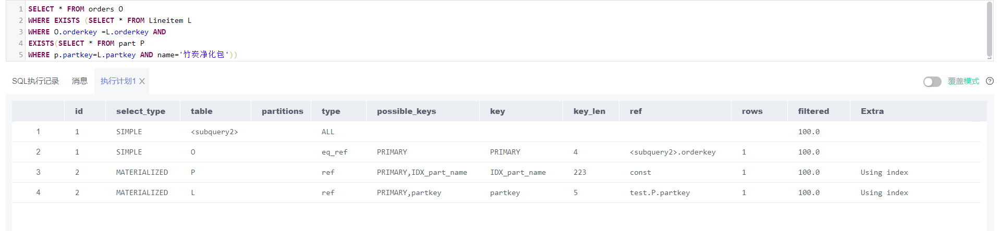 1 SELECT * FROM orders O
2 WHERE EXISTS (SELECT * FROM Lineitem L
3 WHERE O.orderkey =L.orderkey AND
4 EXISTS(SELECT * FROM part P
5 WHERE p.partkey=L.partkey AND name='竹炭净化包'))
SQL执行记录 消息 执行计划1 覆盖模式
id select_type table partitions type possible_keys key key_len ref rows filtered Extra
1 1 SIMPLE <subquery2> ALL 100.0
2 1 SIMPLE O eq_ref PRIMARY PRIMARY 4 <subquery2>.orderkey 1 100.0
3 2 MATERIALIZED P ref PRIMARY,IDX_part_name IDX_part_name 223 const 1 100.0 Using index
4 2 MATERIALIZED L ref PRIMARY,partkey partkey 5 test.P.partkey 1 100.0 Using index